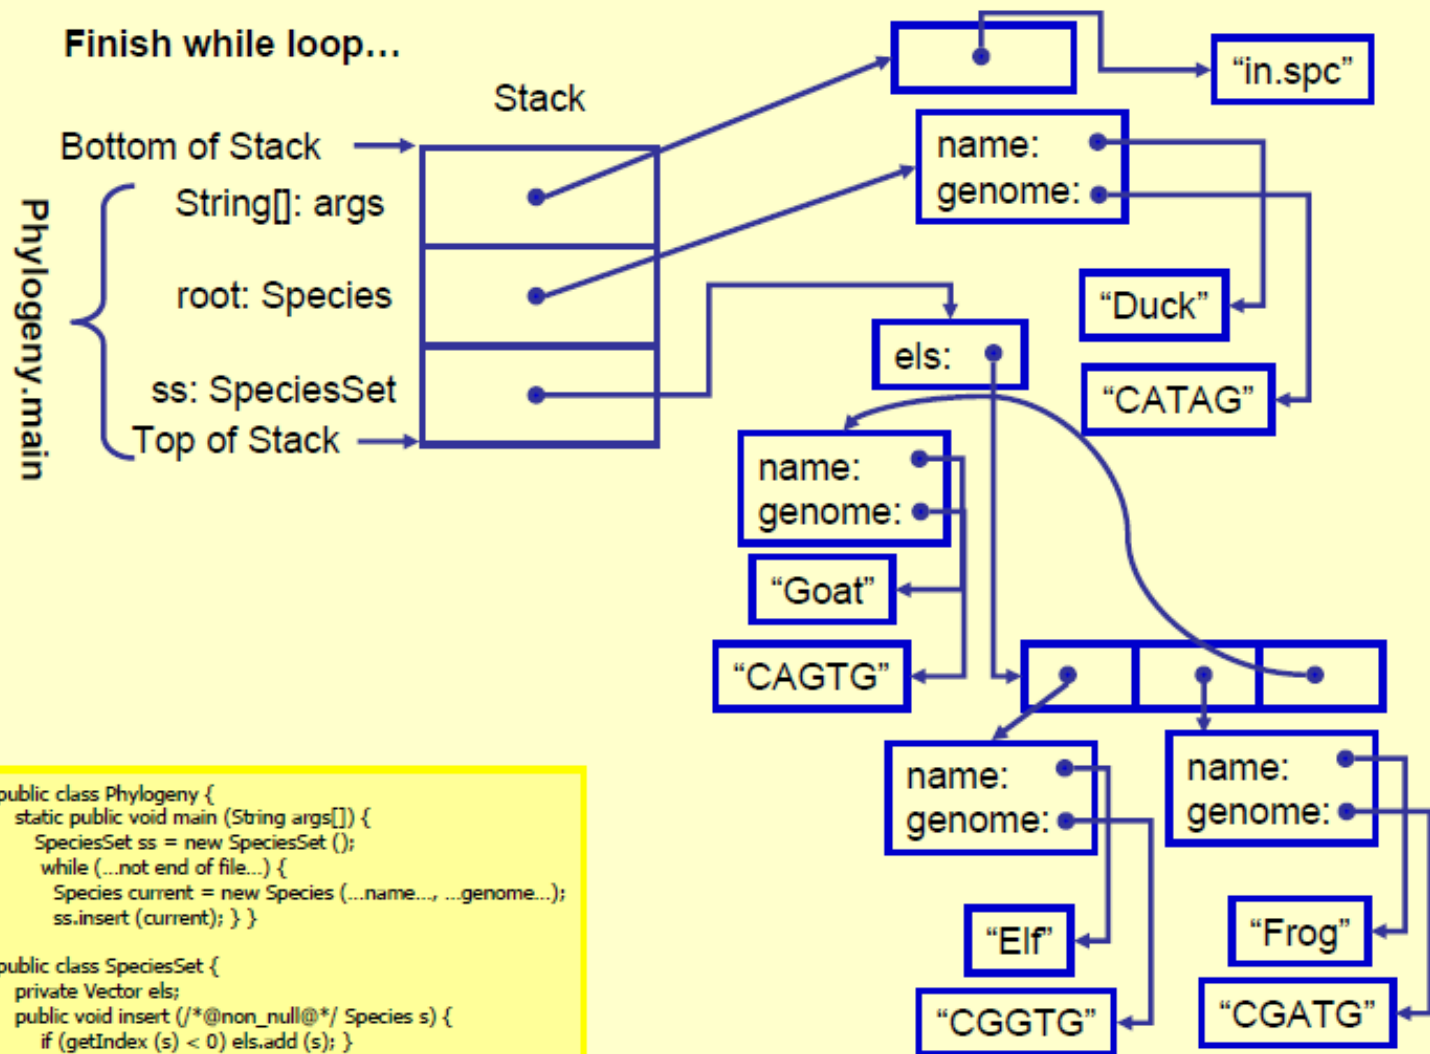 Finish while loop…
Stack
Bottom of Stack
String[]: args
root: Species
ss: SpeciesSet
Top of Stack
Phylogeny.main
“in.spc”
name:
genome:
“Duck”
“CATAG”
els:
name:
genome:
“Goat”
“CAGTG”
name:
genome:
“Elf”
“CGGTG”
name:
genome:
“Frog”
“CGATG”
public class Phylogeny {
static public void main (String args[]) {
SpeciesSet ss = new SpeciesSet ();
while (...not end of file...) {
Species current = new Species (...name..., ...genome...);
ss.insert (current); } }
public class SpeciesSet {
private Vector els;
public void insert (/*@non_null@*/ Species s) {
if (getIndex (s) < 0) els.add (s); }